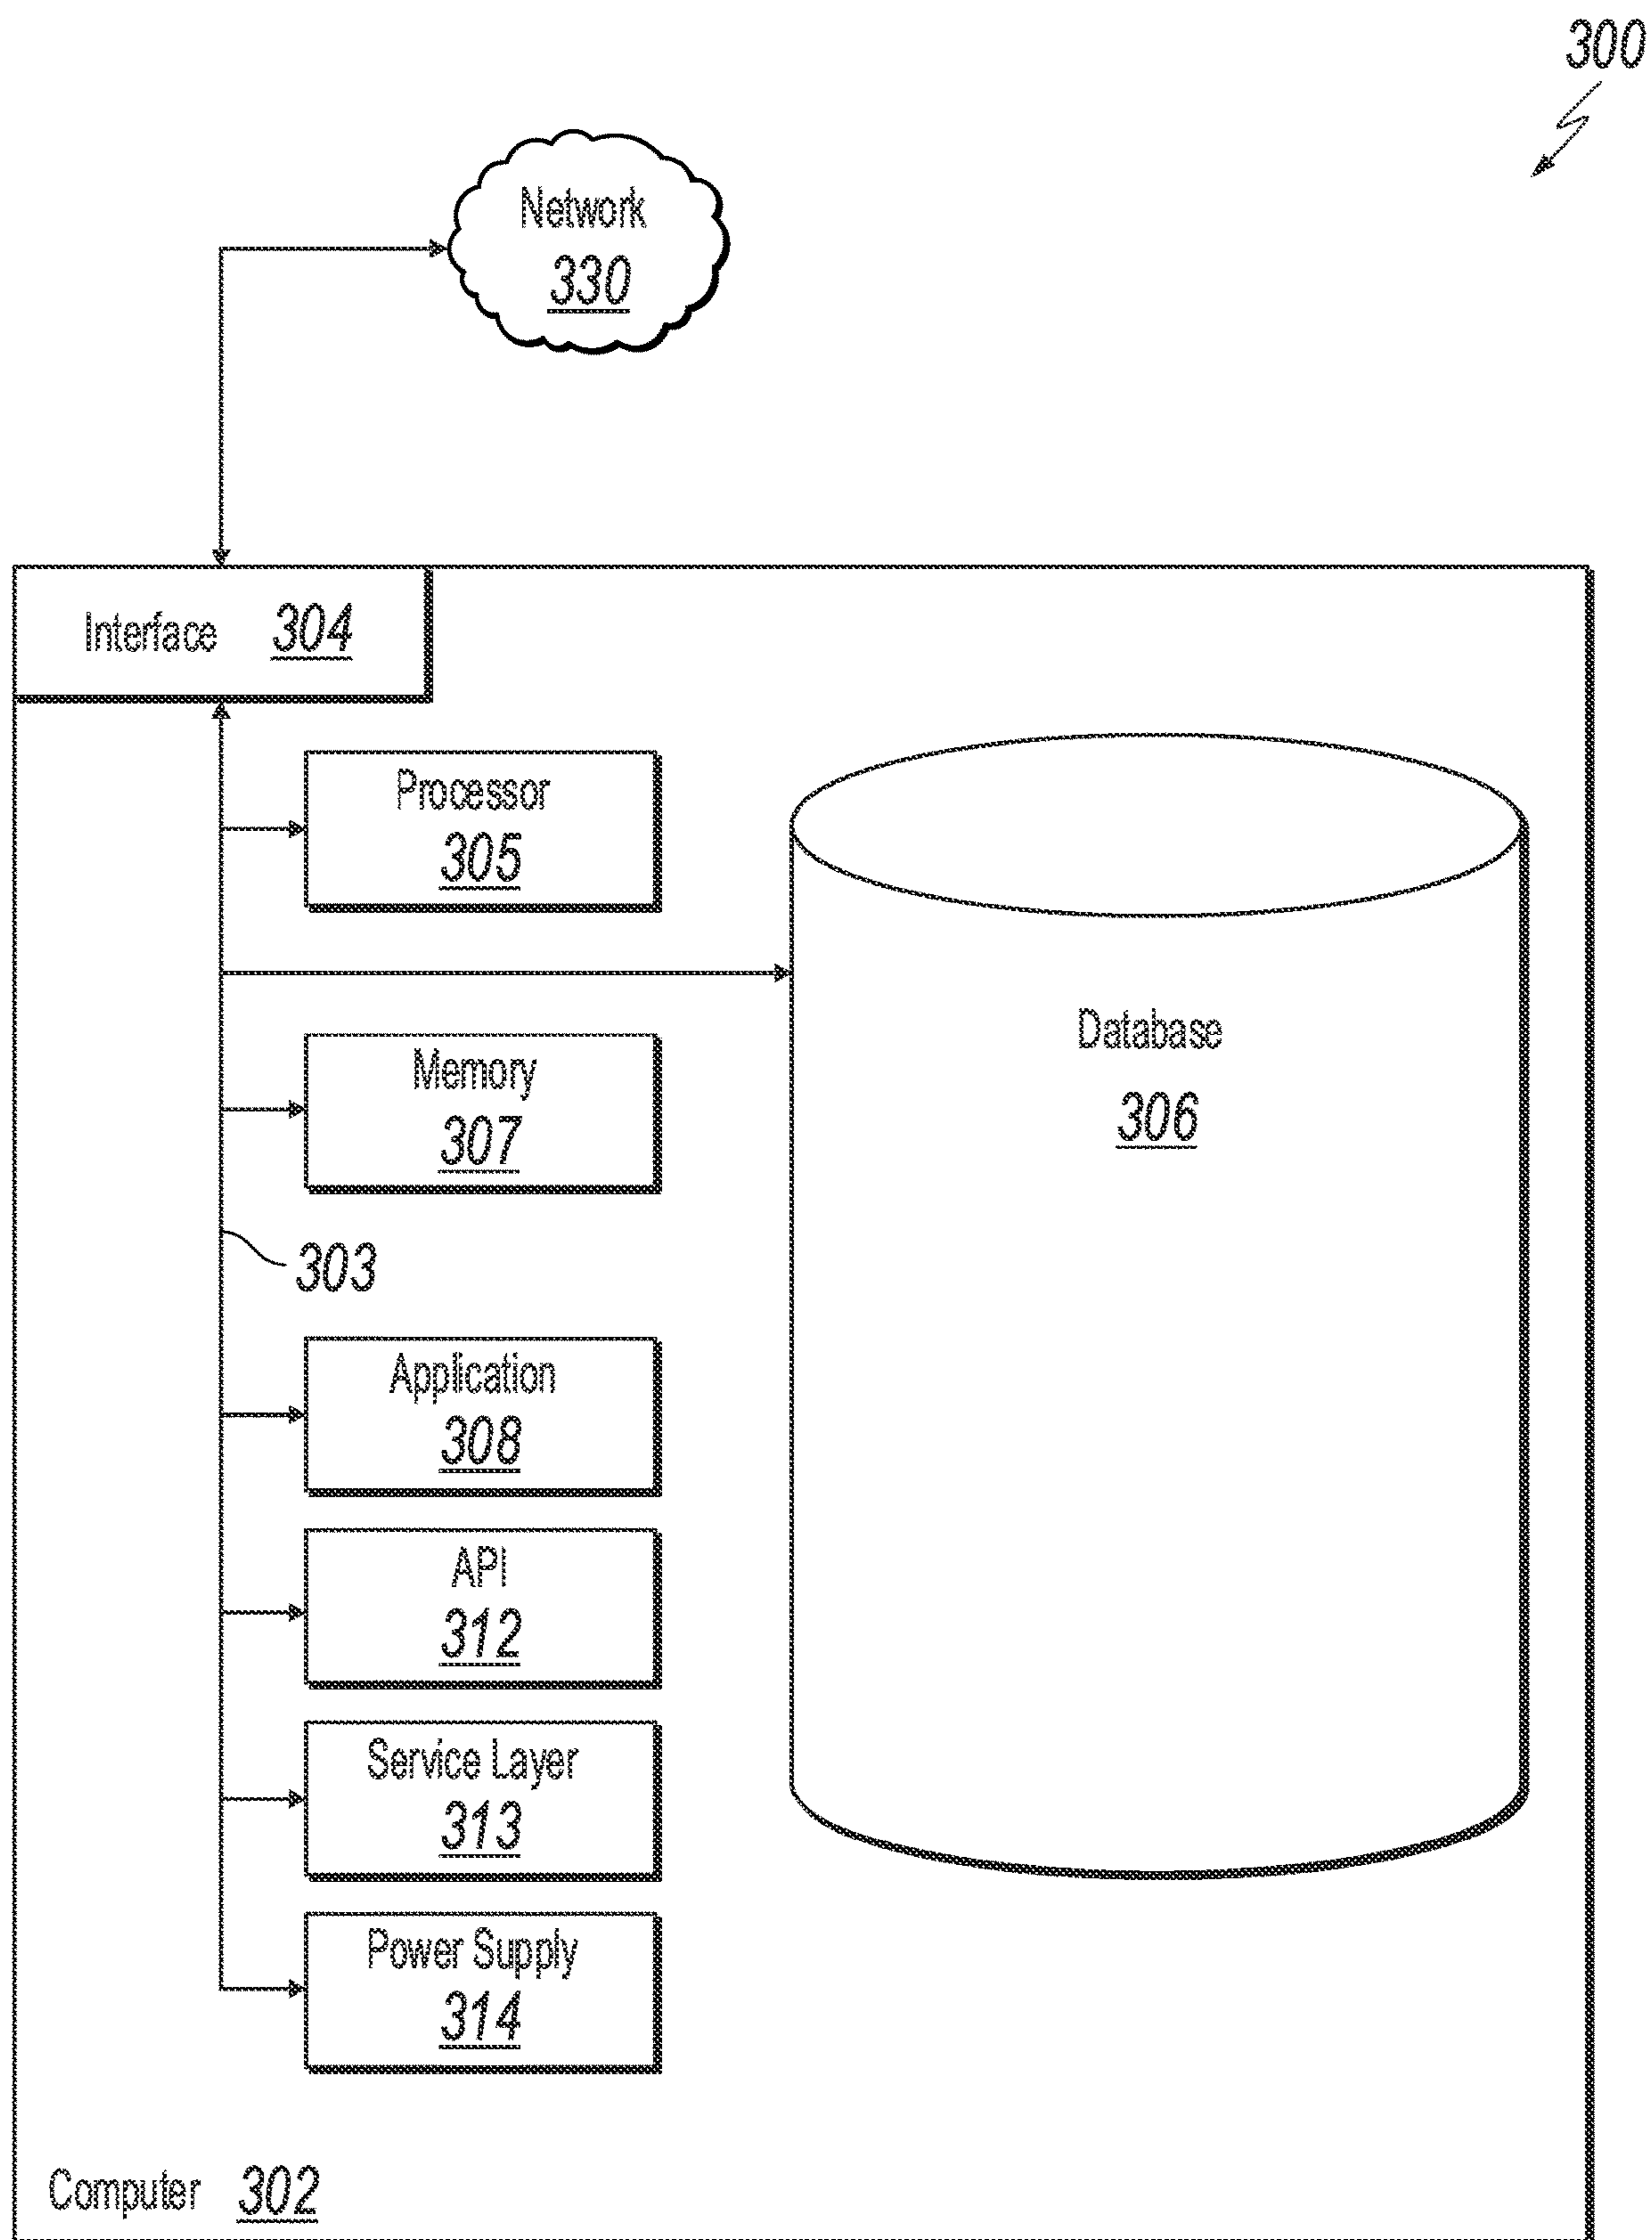 300
Network
330
Interface 304
Processor
305
Database
306
Memory
307
303
Application
308
API
312
Service Layer
313
Power Supply
314
Computer 302